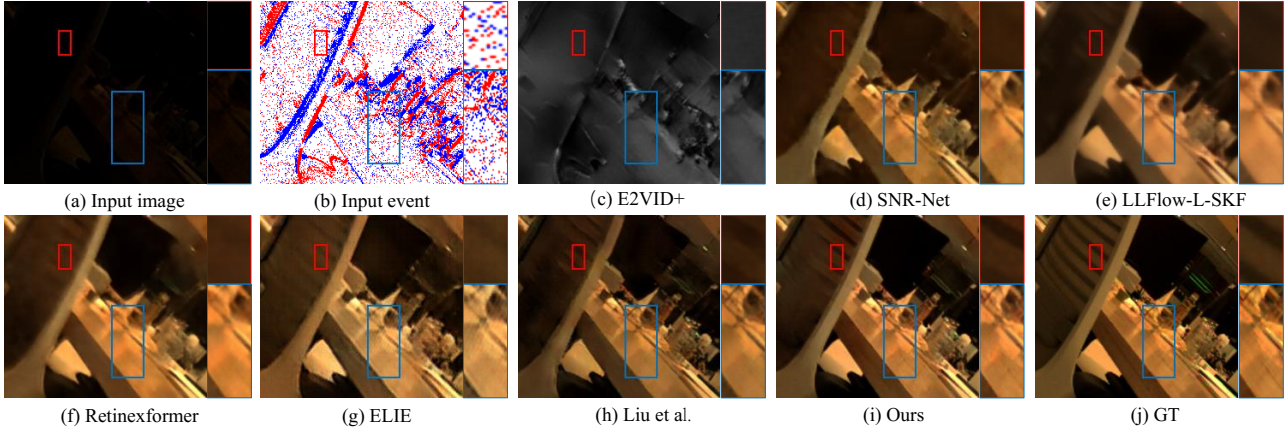 (a) Input image
(b) Input event
(c) E2VID+
(d) SNR-Net
(e) LLFlow-L-SKF
(f) Retinexformer
(g) ELIE
(h) Liu et al.
(i) Ours
(j) GT